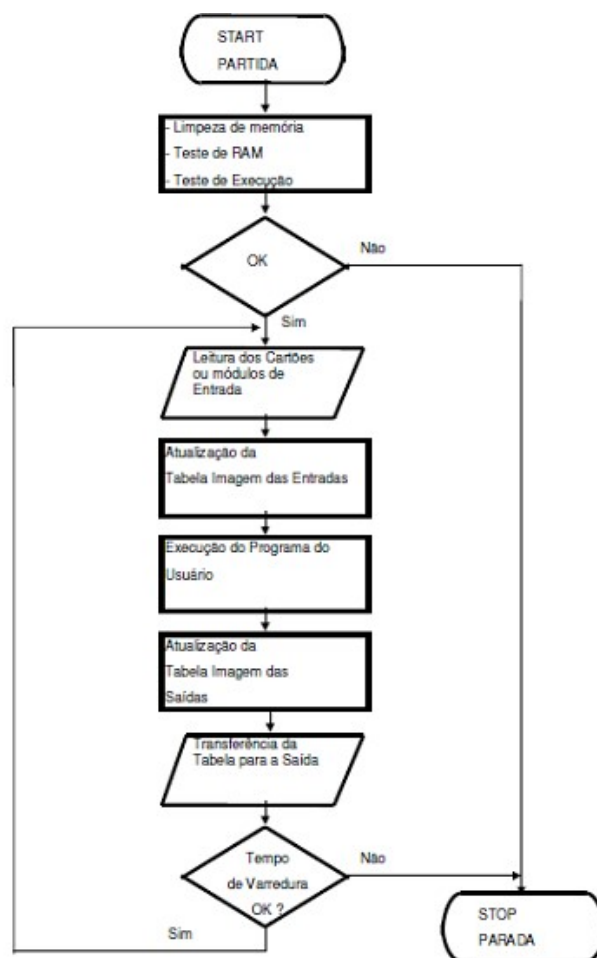 START
PARTIDA
- Limpeza de memória
- Teste de RAM
- Teste de Execução
OK
Não
Sim
Leitura dos Cartões
ou módulos de
Entrada
Atualização da
Tabela Imagem das Entradas
Execução do Programa do
Usuário
Atualização da
Tabela Imagem das
Saídas
Transferência da
Tabela para a Saída
Tempo
de Varredura
OK ?
Não
Sim
STOP
PARADA